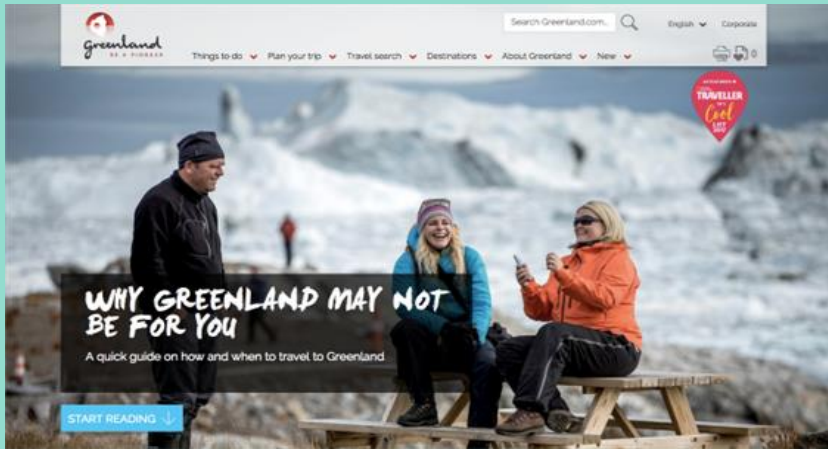 Search Greenland.com...
English
Corporate
greenland
BE A PIONEER
Things to do
Plan your trip
Travel search
Destinations
About Greenland
New
0
TRAVELLER
Cool
LIST
WHY GREENLAND MAY NOT
BE FOR YOU
A quick guide on how and when to travel to Greenland
START READING